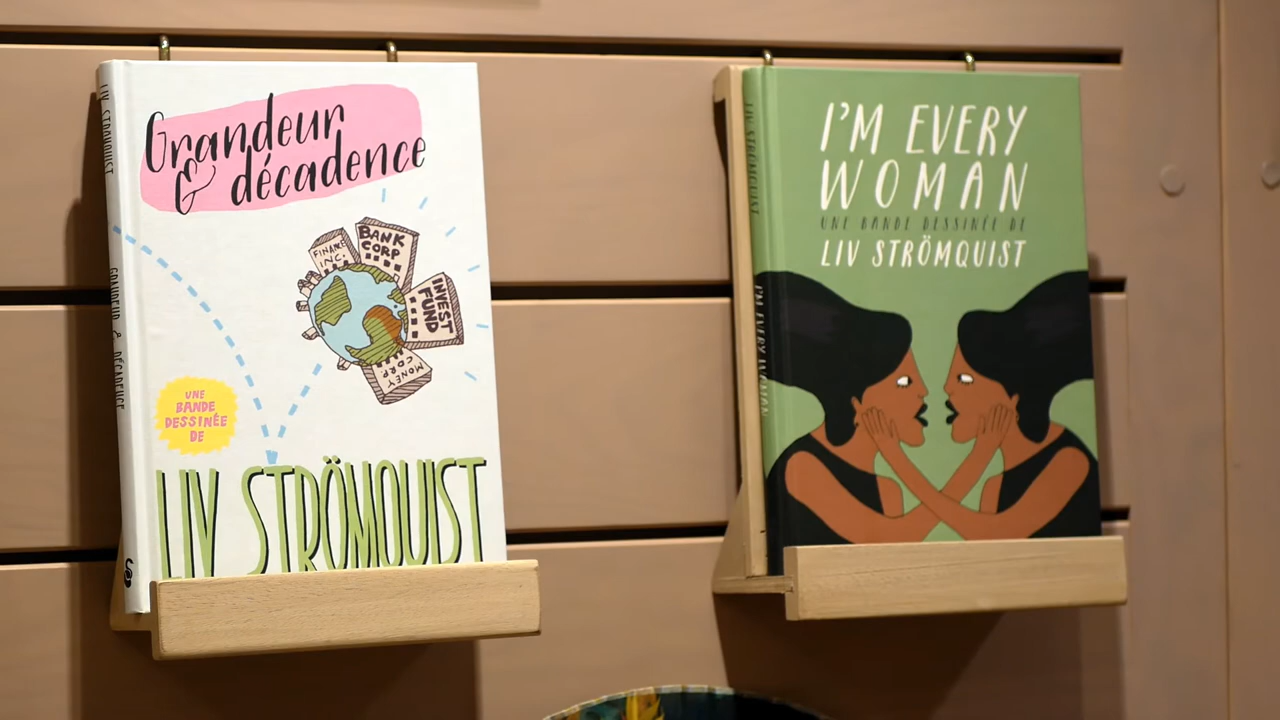 LIV STRÖMQUIST
GRANDEUR & DÉCADENCE
Grandeur
& décadence
FINANCE
INC.
BANK
CORP
INVEST
FUND
MONEY
CORP
UNE
BANDE
DESSINÉE
DE
LIV STRÖMQUIST
LIV STRÖMQUIST
I'M EVERY WOMAN
I'M EVERY
WOMAN
UNE BANDE DESSINÉE DE
LIV STRÖMQUIST